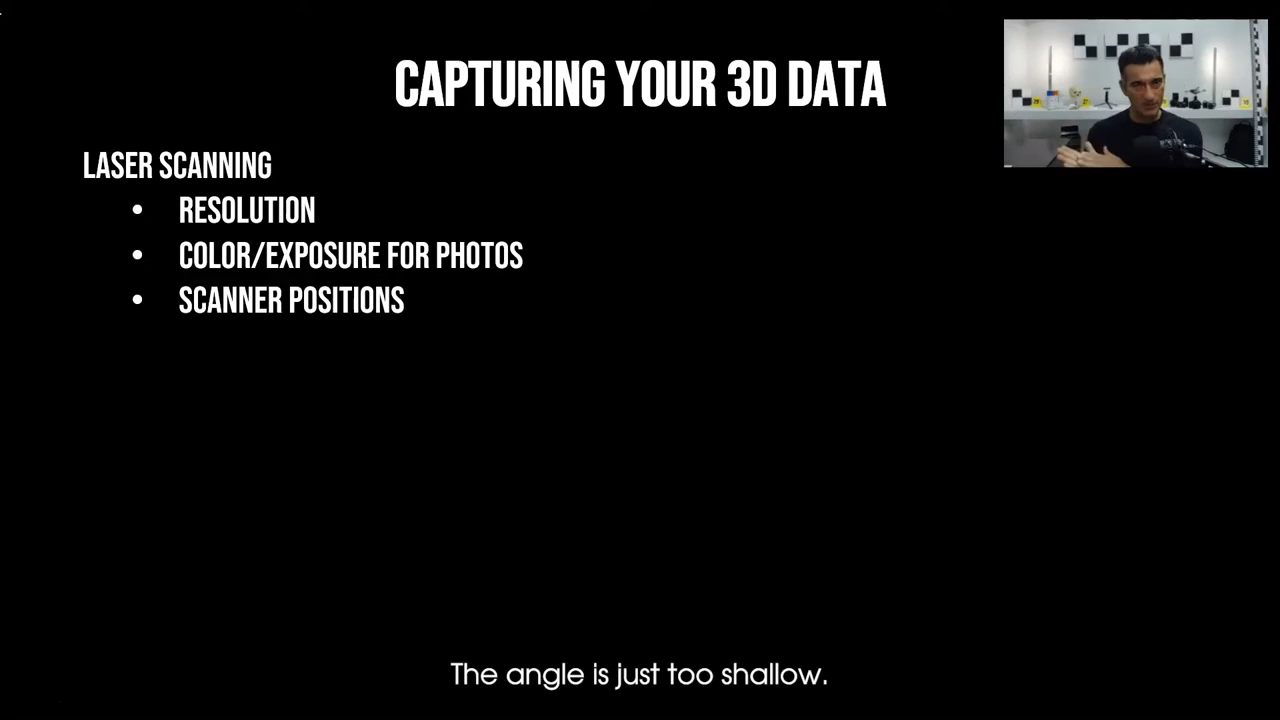 CAPTURING YOUR 3D DATA
LASER SCANNING
• RESOLUTION
• COLOR/EXPOSURE FOR PHOTOS
• SCANNER POSITIONS
The angle is just too shallow.